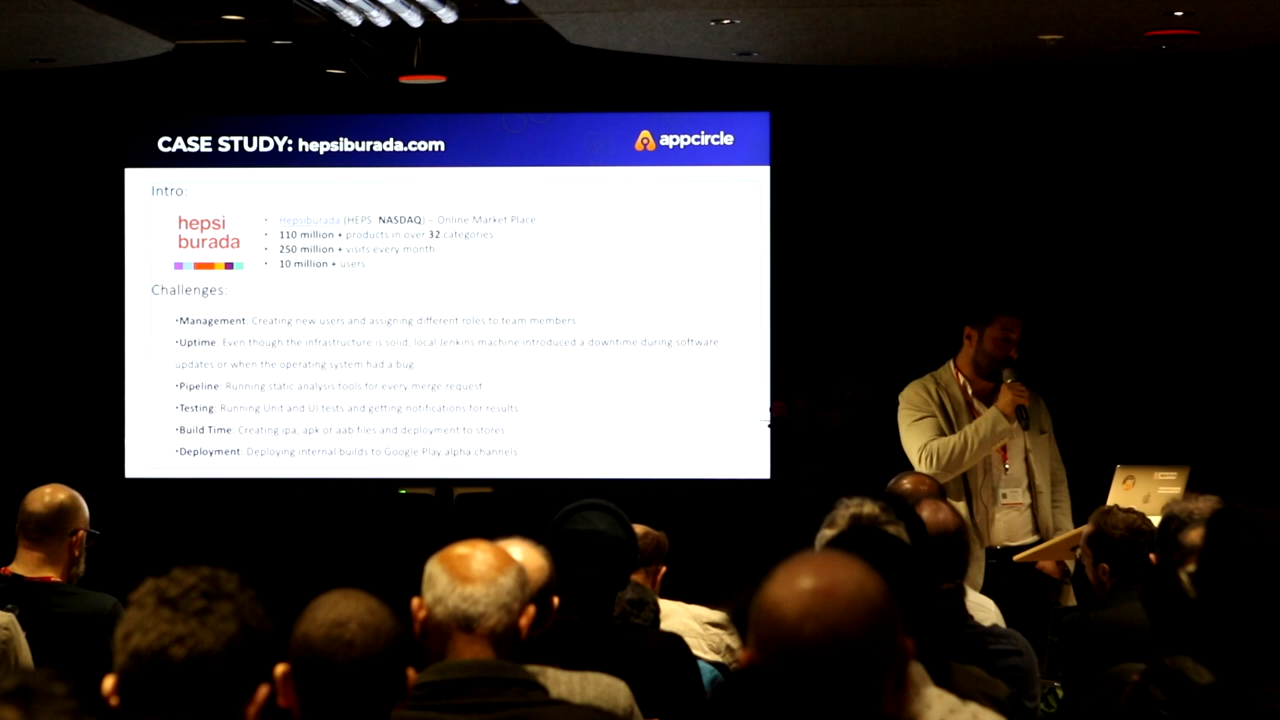 CASE STUDY: hepsiburada.com
appcircle
Intro:
hepsi
burada
• Hepsiburada (HEPS: NASDAQ) – Online Market Place
• 110 million + products in over 32 categories
• 250 million + visits every month
• 10 million + users
Challenges:
•Management: Creating new users and assigning different roles to team members
•Uptime: Even though the infrastructure is solid, local Jenkins machine introduced a downtime during software
updates or when the operating system had a bug
•Pipeline: Running static analysis tools for every merge request
•Testing: Running Unit and UI tests and getting notifications for results
•Build Time: Creating ipa, apk or aab files and deployment to stores
•Deployment: Deploying internal builds to Google Play alpha channels